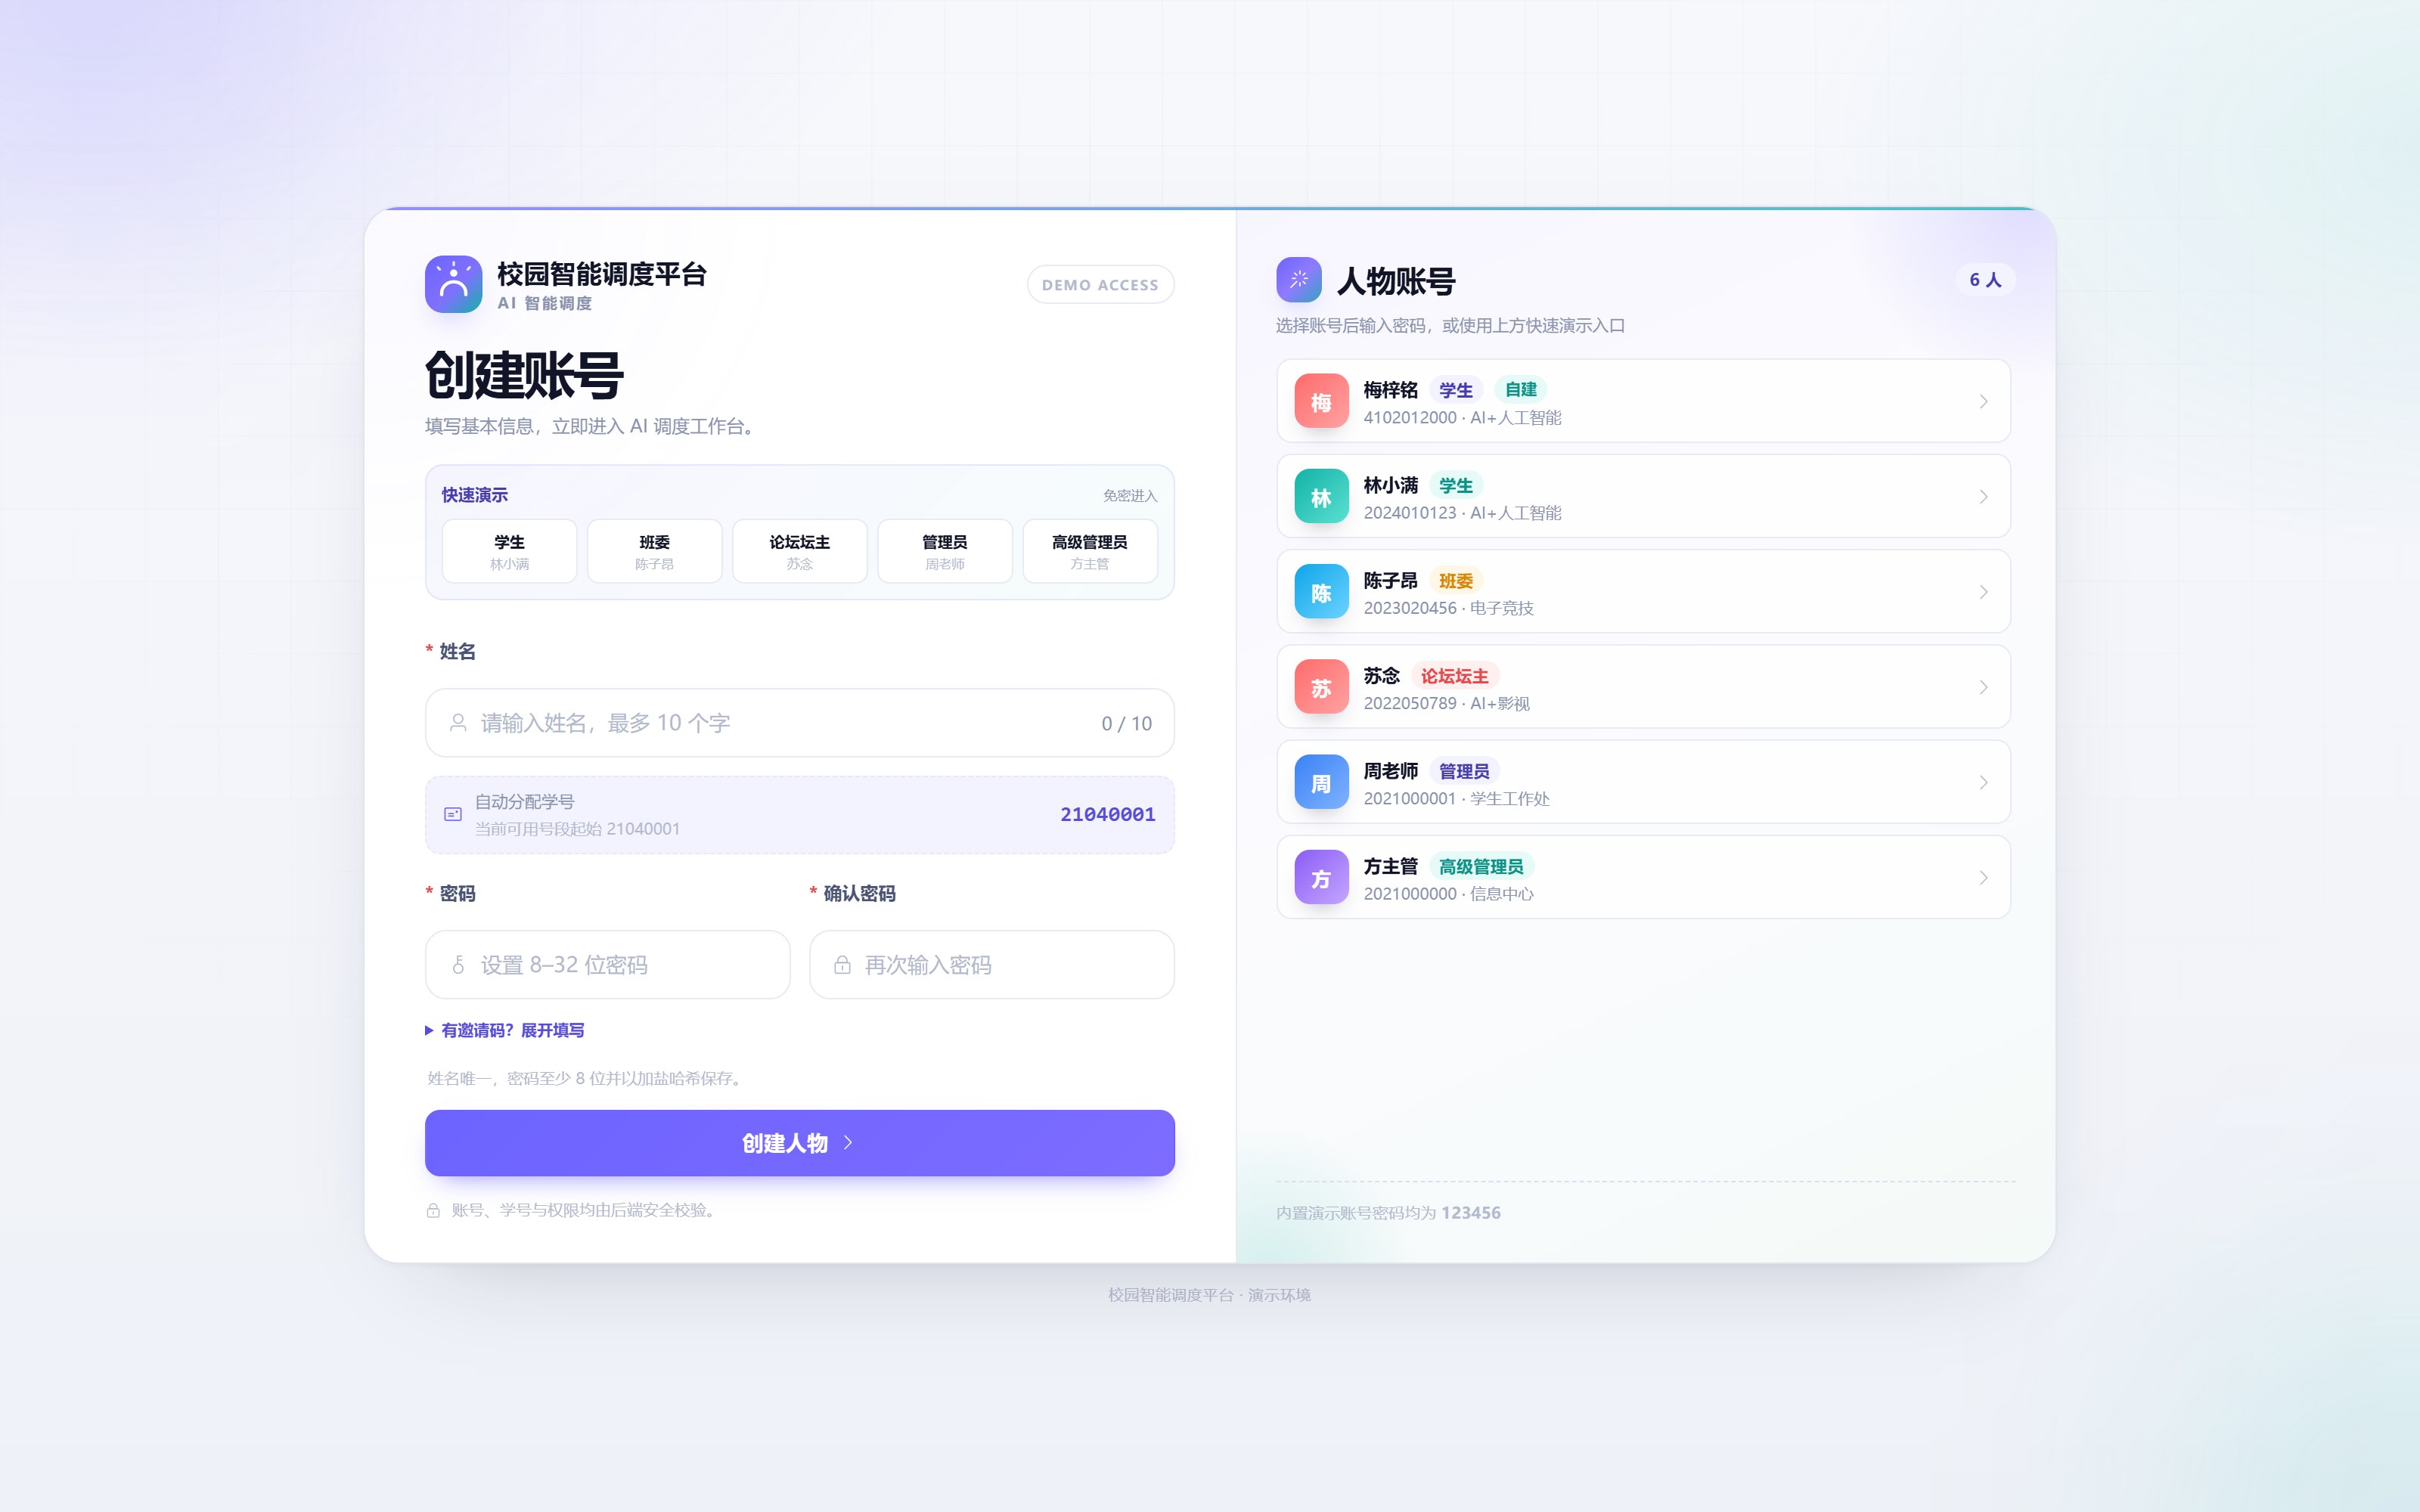 校园智能调度平台
AI 智能调度
DEMO ACCESS
创建账号
填写基本信息，立即进入 AI 调度工作台。
快速演示
免密进入
学生
林小满
班委
陈子昂
论坛坛主
苏念
管理员
周老师
高级管理员
方主管
* 姓名
请输入姓名，最多 10 个字
0 / 10
自动分配学号
当前可用号段起始 21040001
21040001
* 密码
* 确认密码
设置 8–32 位密码
再次输入密码
有邀请码？展开填写
姓名唯一，密码至少 8 位并以加盐哈希保存。
创建人物
账号、学号与权限均由后端安全校验。
人物账号
6 人
选择账号后输入密码，或使用上方快速演示入口
梅
梅梓铭 学生 自建
4102012000 · AI+人工智能
林
林小满 学生
2024010123 · AI+人工智能
陈
陈子昂 班委
2023020456 · 电子竞技
苏
苏念 论坛坛主
2022050789 · AI+影视
周
周老师 管理员
2021000001 · 学生工作处
方
方主管 高级管理员
2021000000 · 信息中心
内置演示账号密码均为 123456
校园智能调度平台 · 演示环境